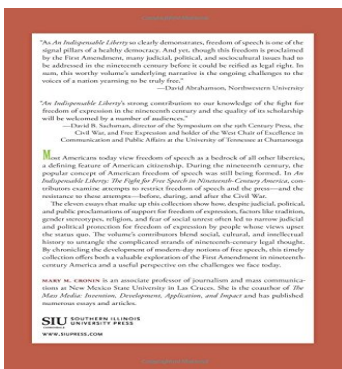 "As An Indispensable Liberty so clearly demonstrates, freedom of speech is one of the
signal pillars of a healthy democracy. And yet, though this freedom is proclaimed
by the First Amendment, many judicial, political, and sociocultural issues had to
be addressed in the nineteenth century before it could be reified as legal right. In
sum, this worthy volume's underlying narrative is the ongoing challenges to the
voices of a nation yearning to be truly free."
—David Abrahamson, Northwestern University
"An Indispensable Liberty's strong contribution to our knowledge of the fight for
freedom of expression in the nineteenth century and the quality of its scholarship
will be welcomed by a number of audiences."
—David B. Sachsman, director of the Symposium on the 19th Century Press, the
Civil War, and Free Expression and holder of the West Chair of Excellence in
Communication and Public Affairs at the University of Tennessee at Chattanooga
Most Americans today view freedom of speech as a bedrock of all other liberties,
a defining feature of American citizenship. During the nineteenth century, the
popular concept of American freedom of speech was still being formed. In An
Indispensable Liberty: The Fight for Free Speech in Nineteenth-Century America, con-
tributors examine attempts to restrict freedom of speech and the press—and the
resistance to these attempts—before, during, and after the Civil War.
The eleven essays that make up this collection show how, despite judicial, political,
and public proclamations of support for freedom of expression, factors like tradition,
gender stereotypes, religion, and fear of social unrest often led to narrow judicial
and political protection for freedom of expression by people whose views upset
the status quo. The volume's contributors blend social, cultural, and intellectual
history to untangle the complicated strands of nineteenth-century legal thought.
By chronicling the development of modern-day notions of free speech, this timely
collection offers both a valuable exploration of the First Amendment in nineteenth-
century America and a useful perspective on the challenges we face today.
MARY M. CRONIN is an associate professor of journalism and mass communica-
tions at New Mexico State University in Las Cruces. She is the coauthor of The
Mass Media: Invention, Development, Application, and Impact and has published
numerous essays and articles.
SIU SOUTHERN ILLINOIS
UNIVERSITY PRESS
WWW.SIUPRESS.COM